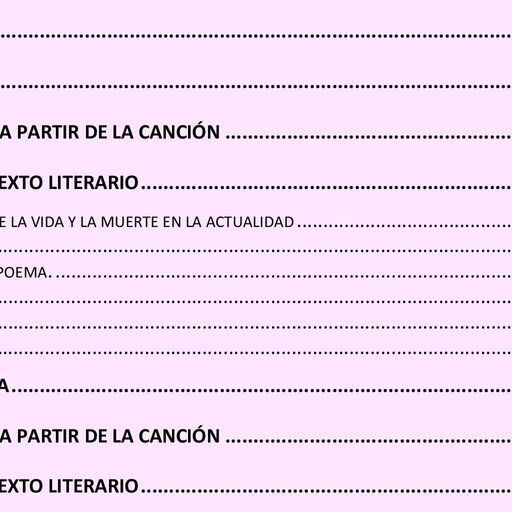 ................................................................
................................................................
A PARTIR DE LA CANCIÓN ........................................
EXTO LITERARIO..................................................
E LA VIDA Y LA MUERTE EN LA ACTUALIDAD ........................................
................................................................
POEMA. ................................................................
................................................................
................................................................
................................................................
A................................................................
A PARTIR DE LA CANCIÓN ........................................
EXTO LITERARIO..................................................